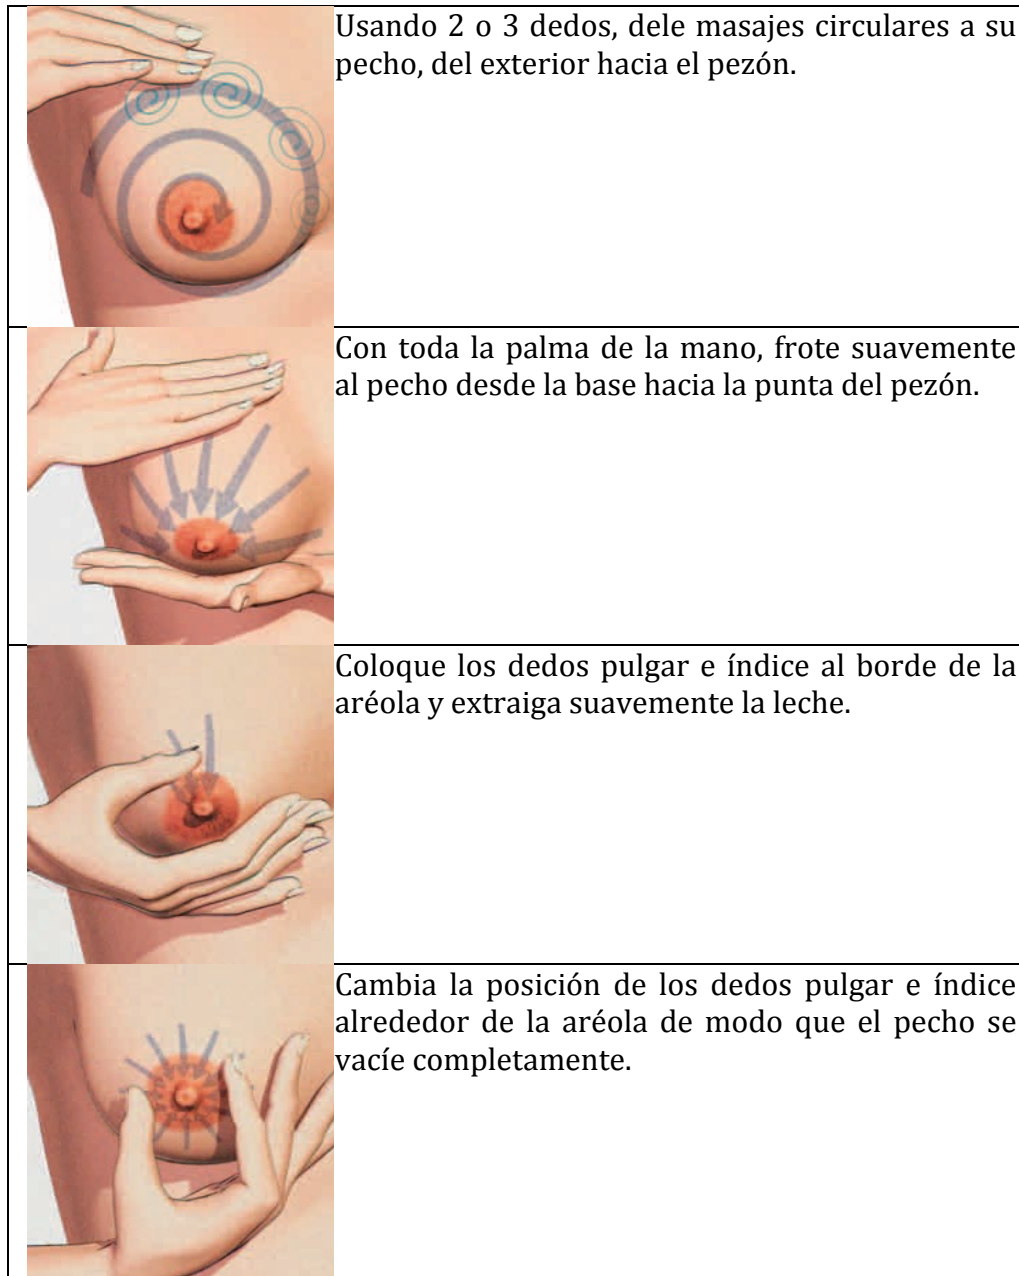 Usando 2 o 3 dedos, dele masajes circulares a su
pecho, del exterior hacia el pezón.
Con toda la palma de la mano, frote suavemente
al pecho desde la base hacia la punta del pezón.
Coloque los dedos pulgar e índice al borde de la
aréola y extraiga suavemente la leche.
Cambia la posición de los dedos pulgar e índice
alrededor de la aréola de modo que el pecho se
vacíe completamente.